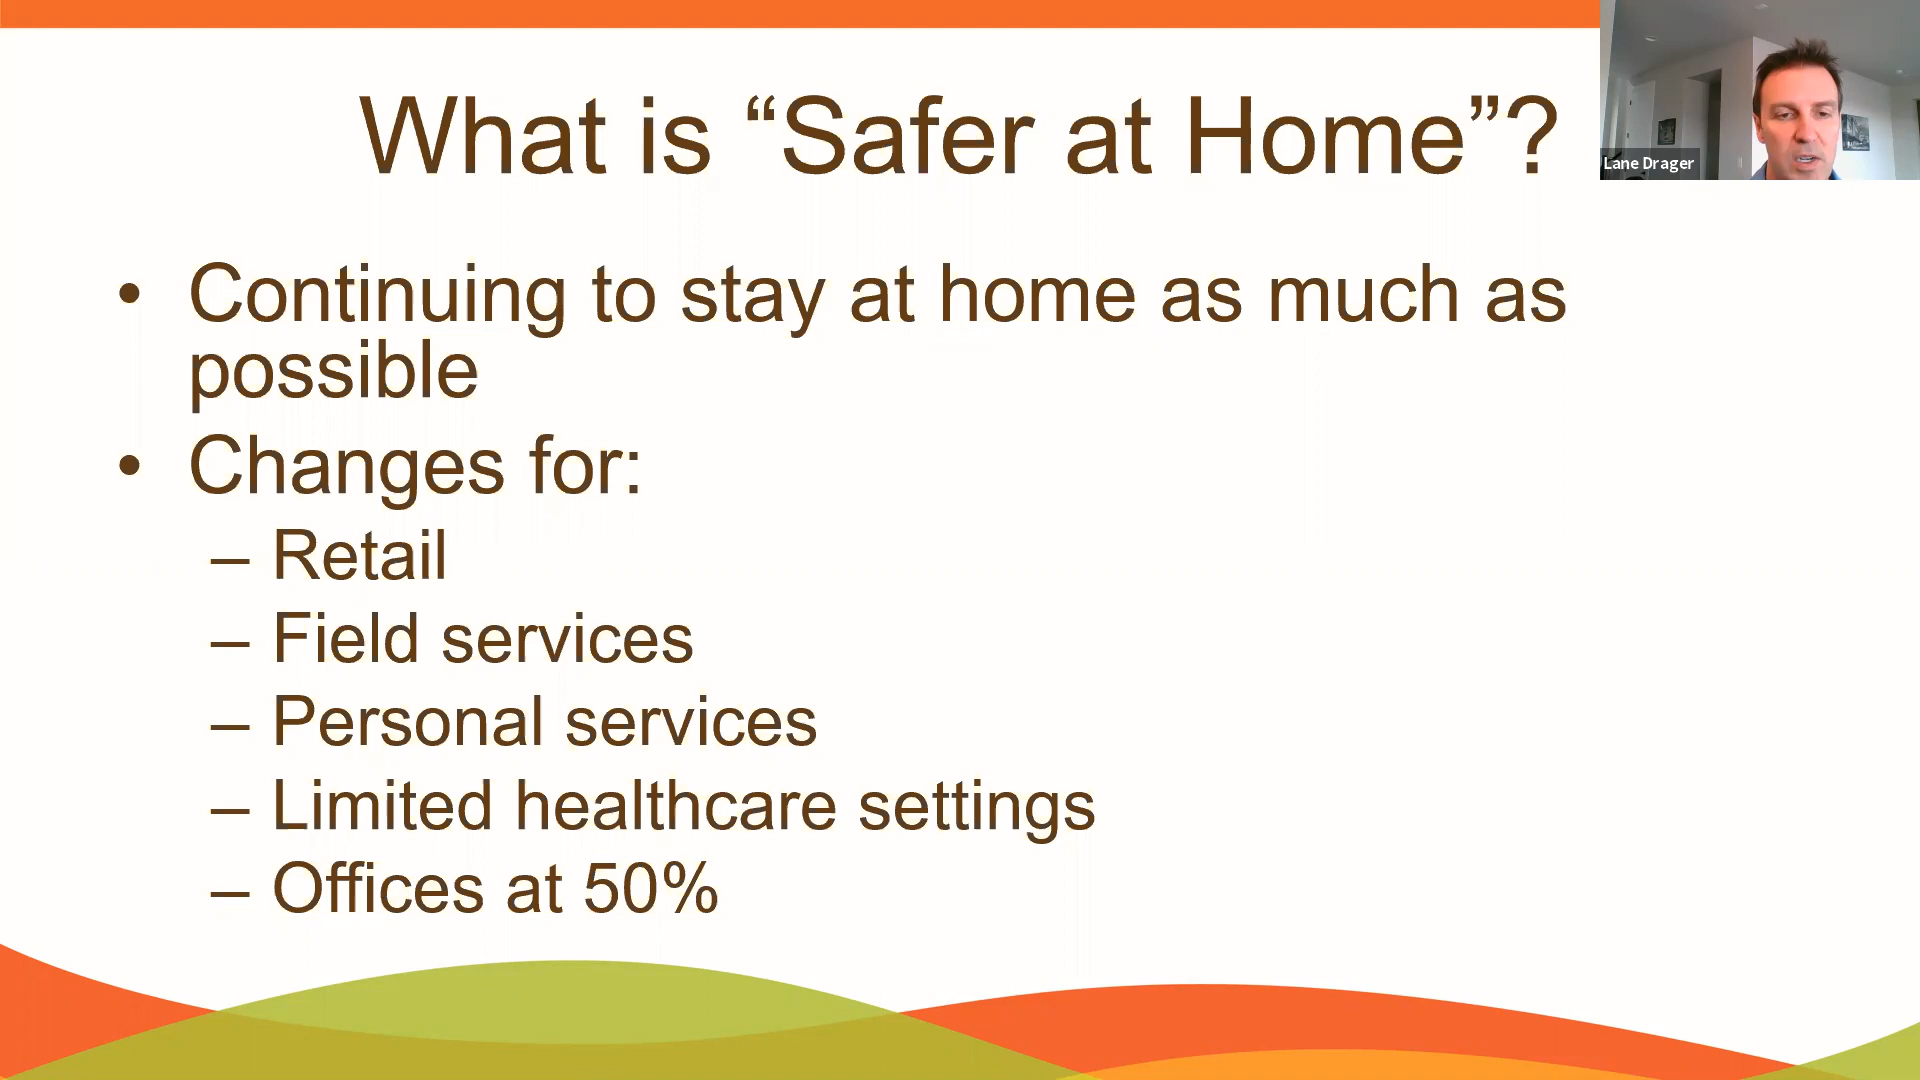 What is “Safer at Home”?
Lane Drager
• Continuing to stay at home as much as
possible
• Changes for:
– Retail
– Field services
– Personal services
– Limited healthcare settings
– Offices at 50%